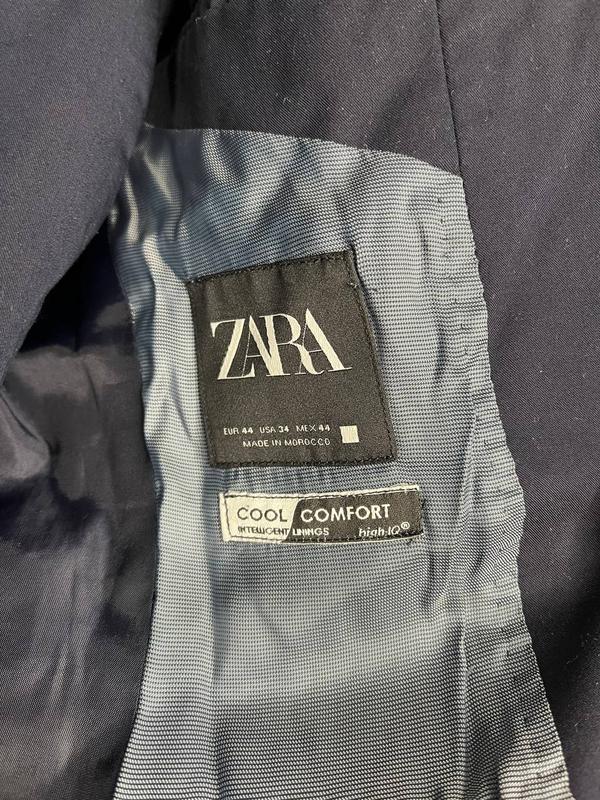 ZARA
EUR 44 USA 34 MEX 44
MADE IN MOROCCO
COOL COMFORT
INTELLIGENT LININGS high-IQ®